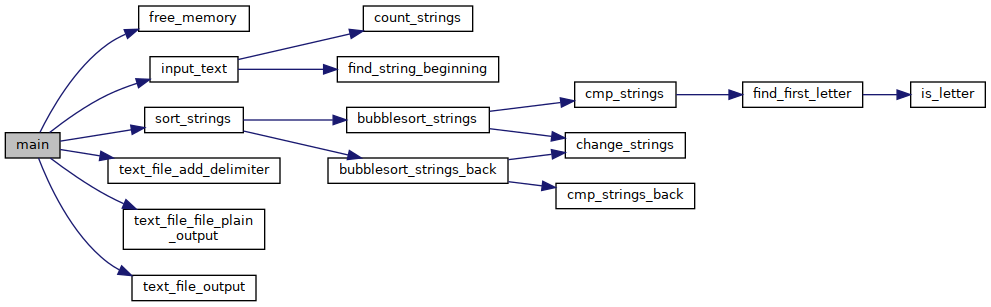 main
free_memory
input_text
sort_strings
text_file_add_delimiter
text_file_file_plain
_output
text_file_output
count_strings
find_string_beginning
bubblesort_strings
bubblesort_strings_back
cmp_strings
change_strings
cmp_strings_back
find_first_letter
is_letter